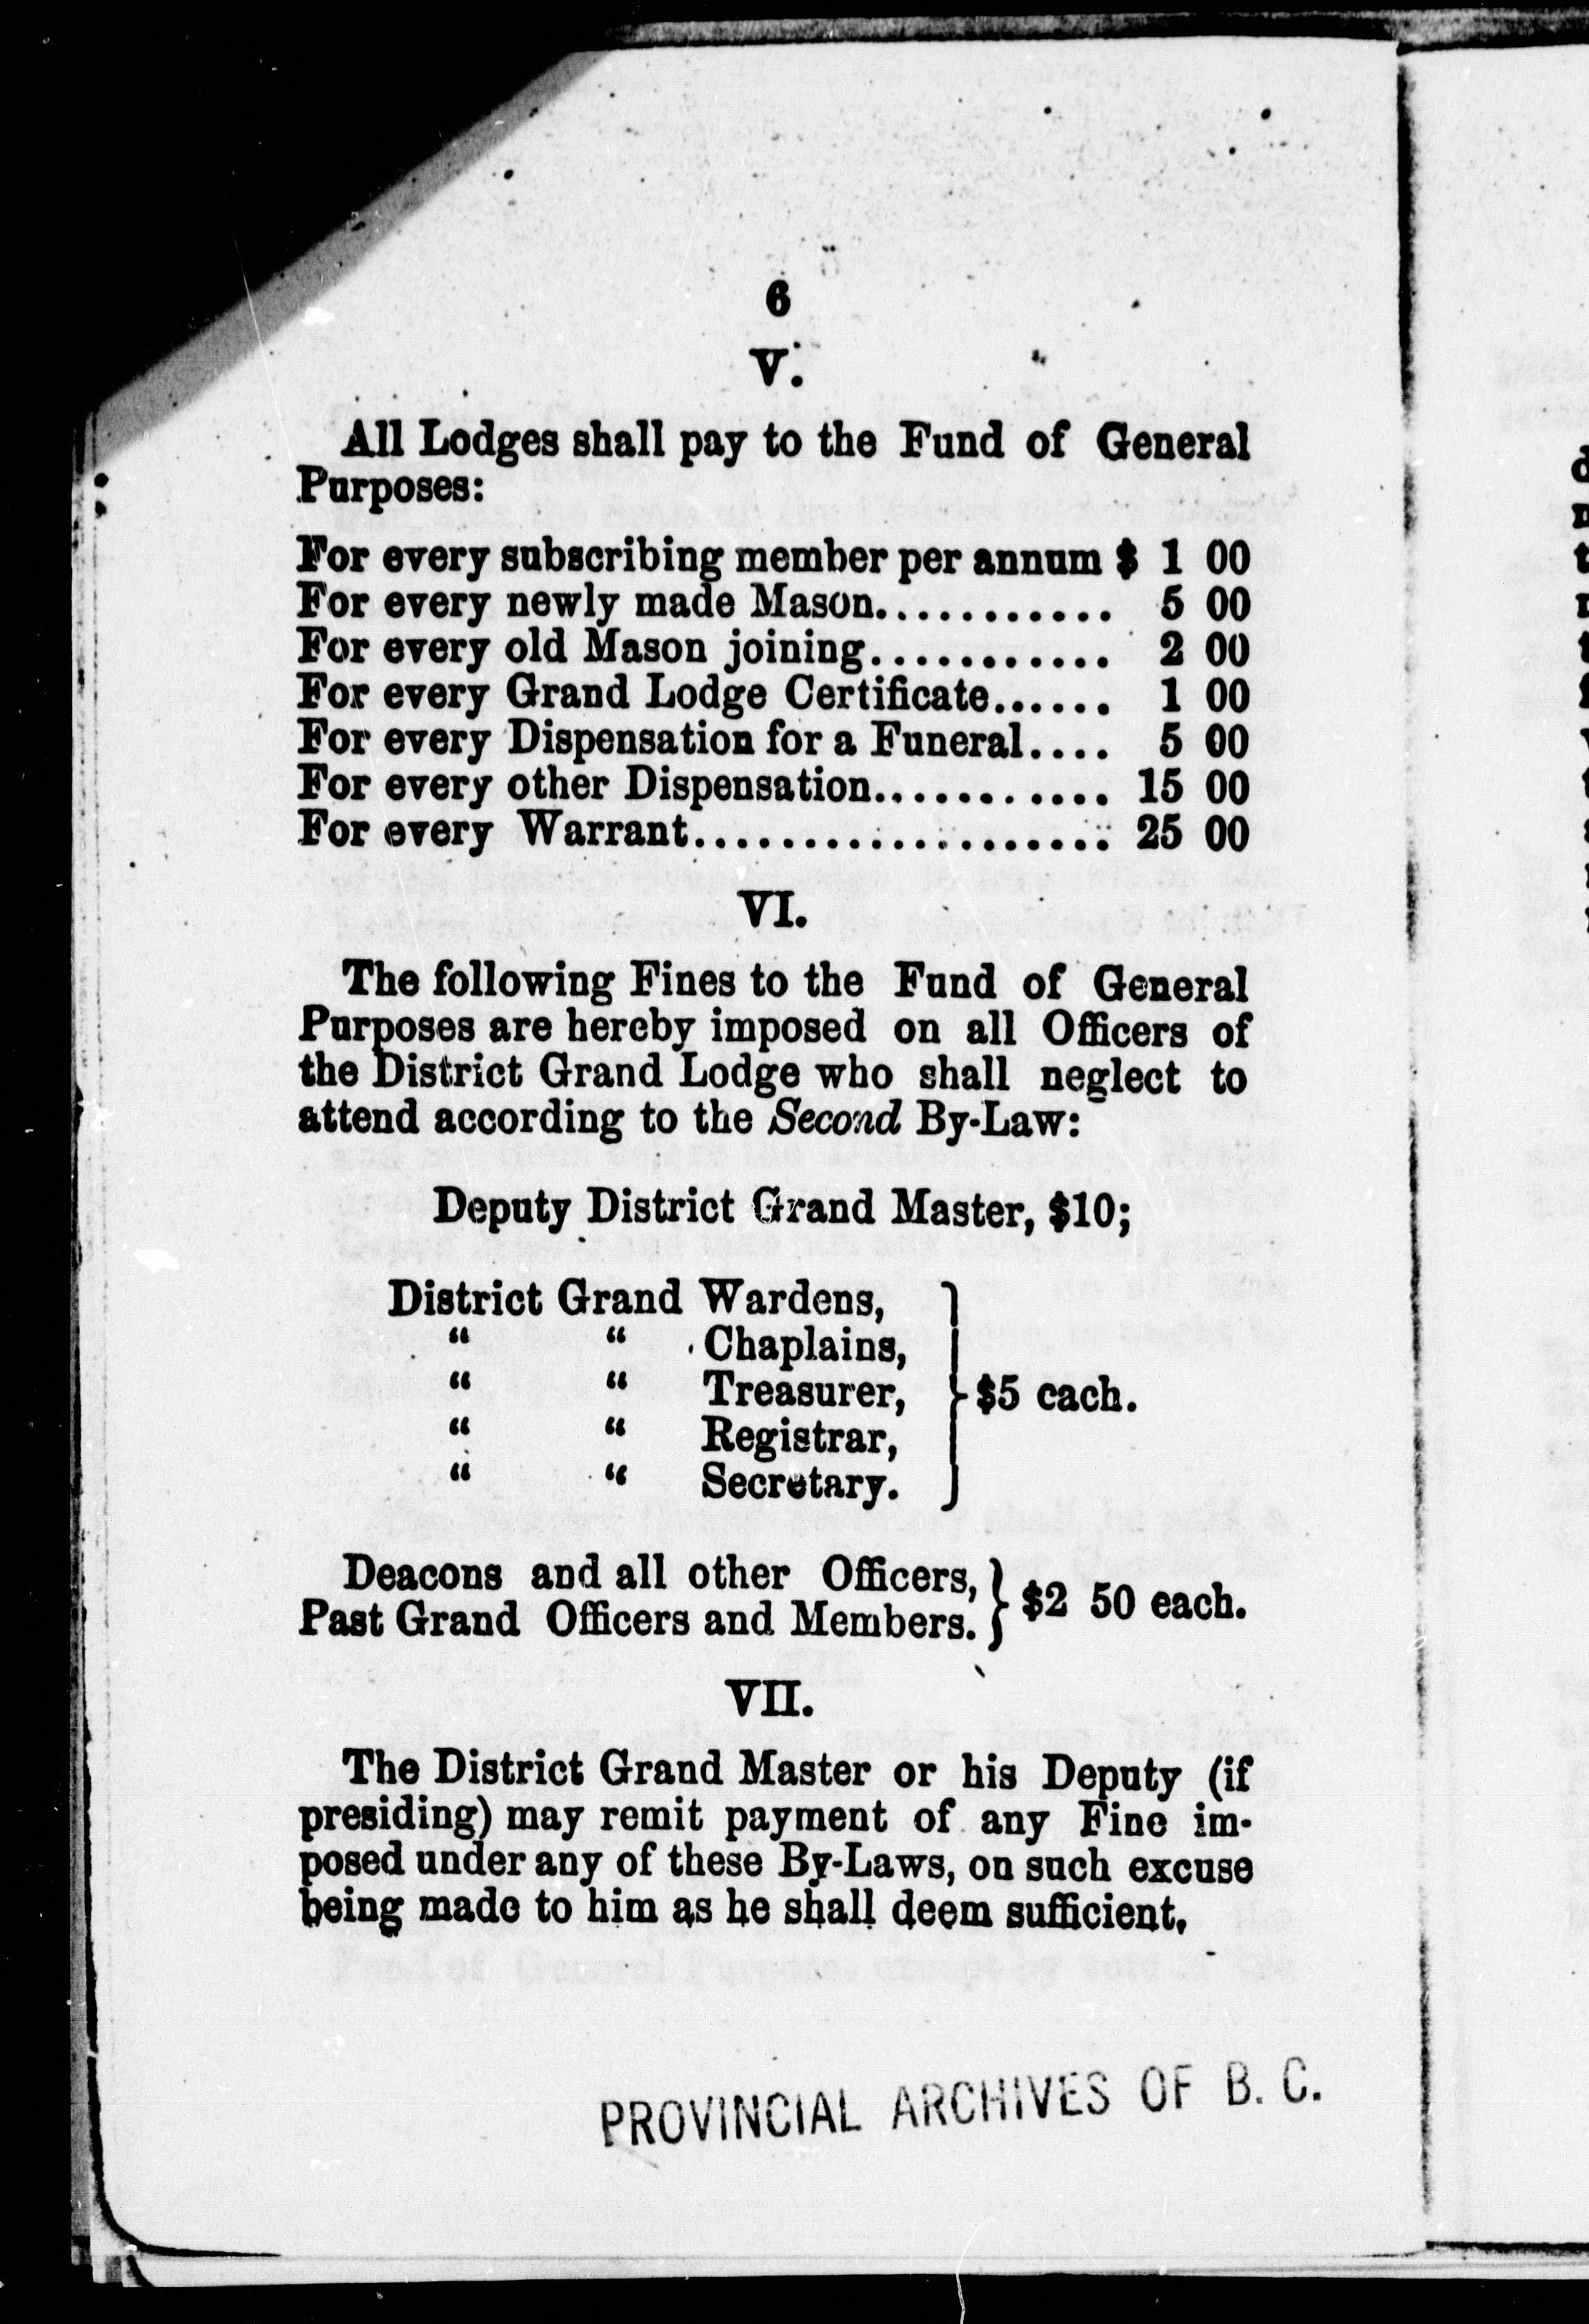 6
V.
All Lodges shall pay to the Fund of General
Purposes:
For every subscribing member per annum $ 1 00
For every newly made Mason........... 5 00
For every old Mason joining........... 2 00
For every Grand Lodge Certificate...... 1 00
For every Dispensation for a Funeral.... 5 00
For every other Dispensation........... 15 00
For every Warrant................... 25 00
VI.
The following Fines to the Fund of General
Purposes are hereby imposed on all Officers of
the District Grand Lodge who shall neglect to
attend according to the Second By-Law:
Deputy District Grand Master, $10;
District Grand Wardens,
“ “ Chaplains,
“ “ Treasurer, } $5 each.
“ “ Registrar,
“ “ Secretary.
Deacons and all other Officers,
Past Grand Officers and Members. } $2 50 each.
VII.
The District Grand Master or his Deputy (if
presiding) may remit payment of any Fine im-
posed under any of these By-Laws, on such excuse
being made to him as he shall deem sufficient.
PROVINCIAL ARCHIVES OF B. C.